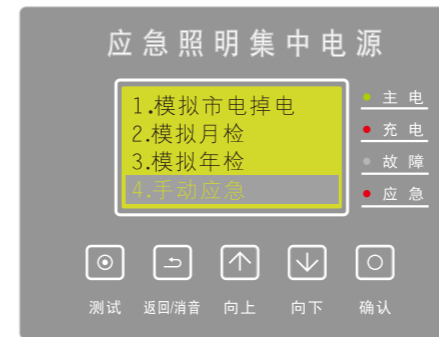 应急照明集中电源
1.模拟市电掉电
2.模拟月检
3.模拟年检
4.手动应急
主电
充电
故障
应急
测试 返回/消音 向上 向下 确认